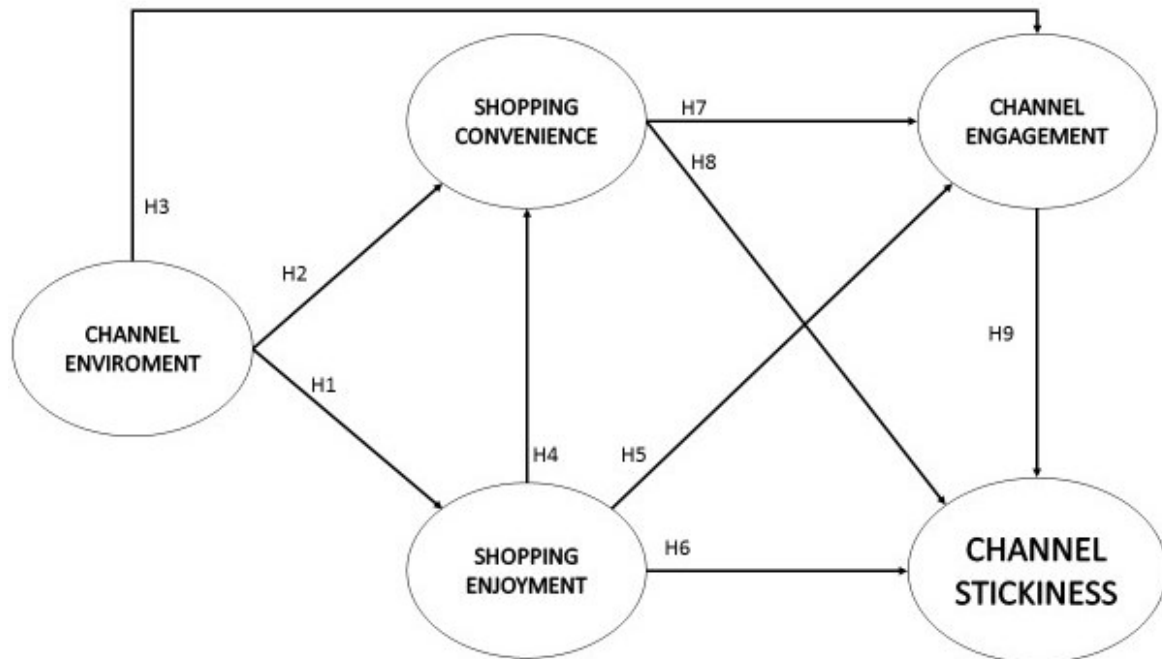 SHOPPING
CONVENIENCE
CHANNEL
ENGAGEMENT
H7
H8
H3
H2
CHANNEL
ENVIROMENT
H9
H1
H4
H5
SHOPPING
ENJOYMENT
H6
CHANNEL
STICKINESS